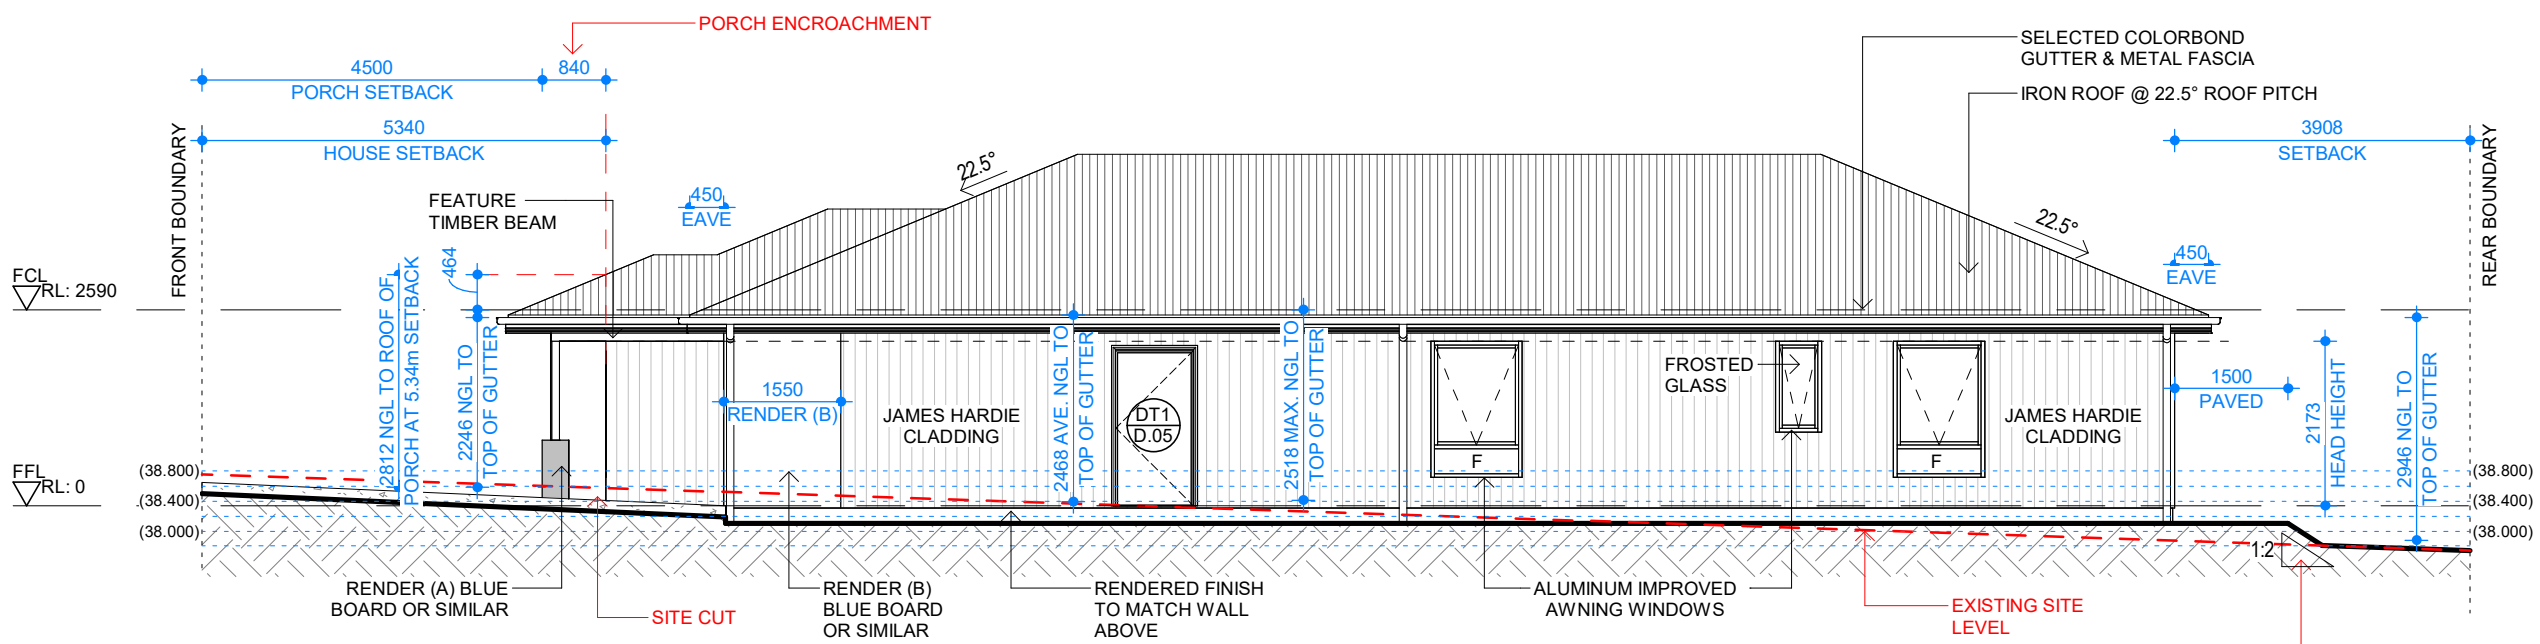 PORCH ENCROACHMENT
4500
840
PORCH SETBACK
5340
HOUSE SETBACK
FRONT BOUNDARY
FEATURE
TIMBER BEAM
450
EAVE
22.5°
SELECTED COLORBOND
GUTTER & METAL FASCIA
IRON ROOF @ 22.5° ROOF PITCH
3908
SETBACK
REAR BOUNDARY
22.5°
450
EAVE
FCL
RL: 2590
464
2812 NGL TO ROOF OF
PORCH AT 5.34m SETBACK
2246 NGL TO
TOP OF GUTTER
1550
RENDER (B)
JAMES HARDIE
CLADDING
2468 AVE. NGL TO
TOP OF GUTTER
DT1
D.05
2518 MAX. NGL TO
TOP OF GUTTER
F
FROSTED
GLASS
F
JAMES HARDIE
CLADDING
1500
PAVED
2173
HEAD HEIGHT
2946 NGL TO
TOP OF GUTTER
FFL
RL: 0
(38.800)
(38.400)
(38.000)
(38.800)
(38.400)
(38.000)
1:2
RENDER (A) BLUE
BOARD OR SIMILAR
SITE CUT
RENDER (B)
BLUE BOARD
OR SIMILAR
RENDERED FINISH
TO MATCH WALL
ABOVE
ALUMINUM IMPROVED
AWNING WINDOWS
EXISTING SITE
LEVEL